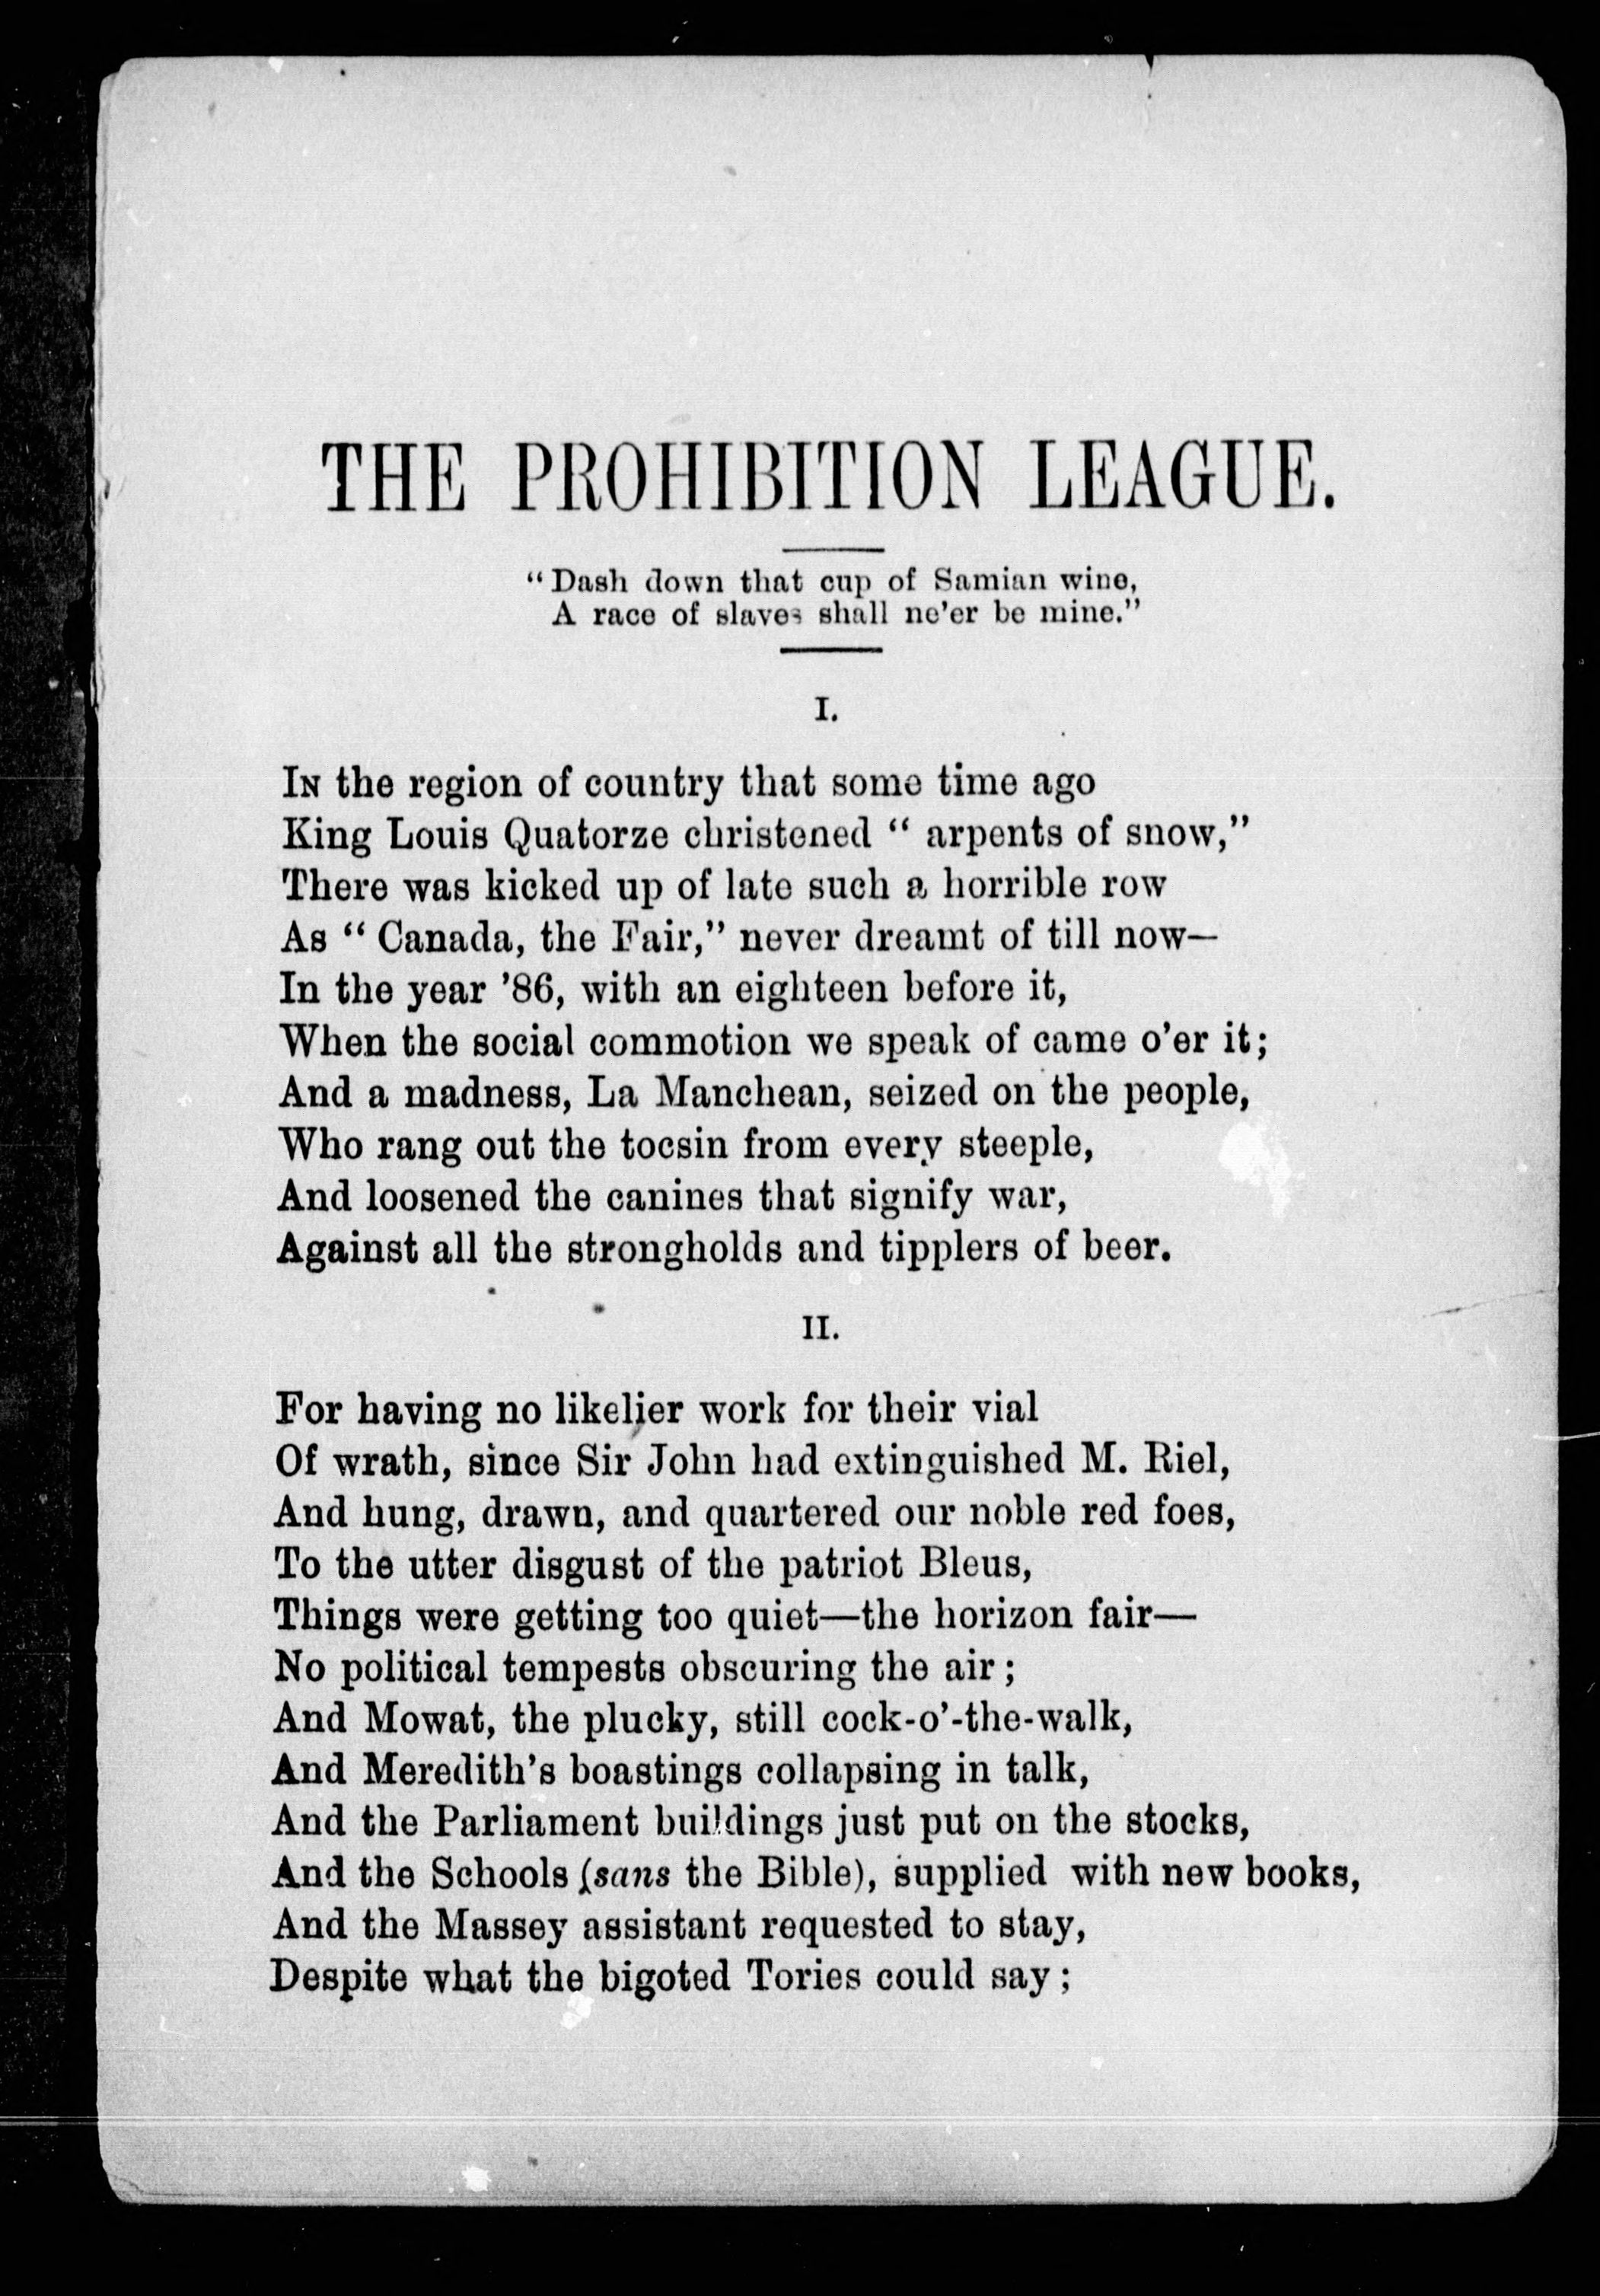 THE PROHIBITION LEAGUE.
“Dash down that cup of Samian wine,
A race of slaves shall ne’er be mine.”
I.
IN the region of country that some time ago
King Louis Quatorze christened “ arpents of snow,”
There was kicked up of late such a horrible row
As “ Canada, the Fair,” never dreamt of till now—
In the year ’86, with an eighteen before it,
When the social commotion we speak of came o’er it;
And a madness, La Manchean, seized on the people,
Who rang out the tocsin from every steeple,
And loosened the canines that signify war,
Against all the strongholds and tipplers of beer.
II.
For having no likelier work for their vial
Of wrath, since Sir John had extinguished M. Riel,
And hung, drawn, and quartered our noble red foes,
To the utter disgust of the patriot Bleus,
Things were getting too quiet—the horizon fair—
No political tempests obscuring the air;
And Mowat, the plucky, still cock-o’-the-walk,
And Meredith’s boastings collapsing in talk,
And the Parliament buildings just put on the stocks,
And the Schools (sans the Bible), supplied with new books,
And the Massey assistant requested to stay,
Despite what the bigoted Tories could say;